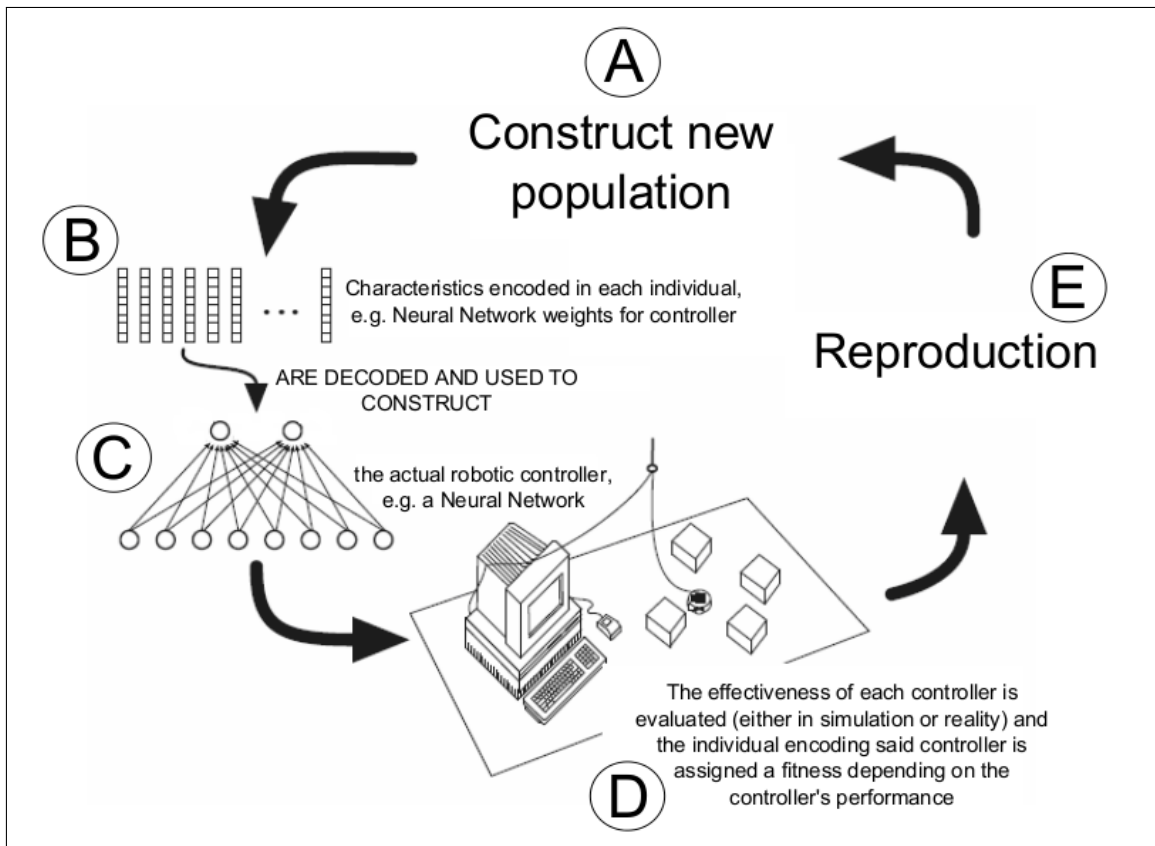 A
Construct new
population
B
Characteristics encoded in each individual,
e.g. Neural Network weights for controller
ARE DECODED AND USED TO
CONSTRUCT
C
the actual robotic controller,
e.g. a Neural Network
D
The effectiveness of each controller is
evaluated (either in simulation or reality) and
the individual encoding said controller is
assigned a fitness depending on the
controller's performance
E
Reproduction